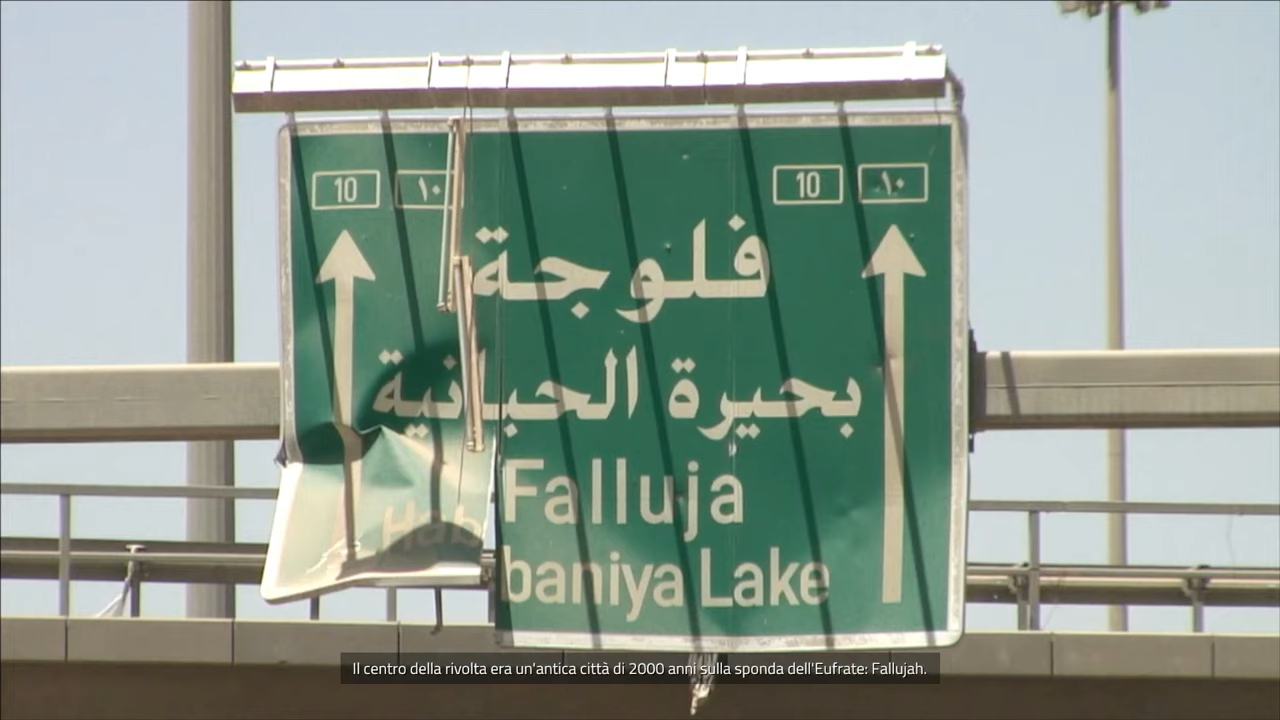 10 ١٠ 10 ١٠
فلوجة
بحيرة الحبانية
Falluja
Habbaniya Lake
Il centro della rivolta era un'antica città di 2000 anni sulla sponda dell'Eufrate: Fallujah.